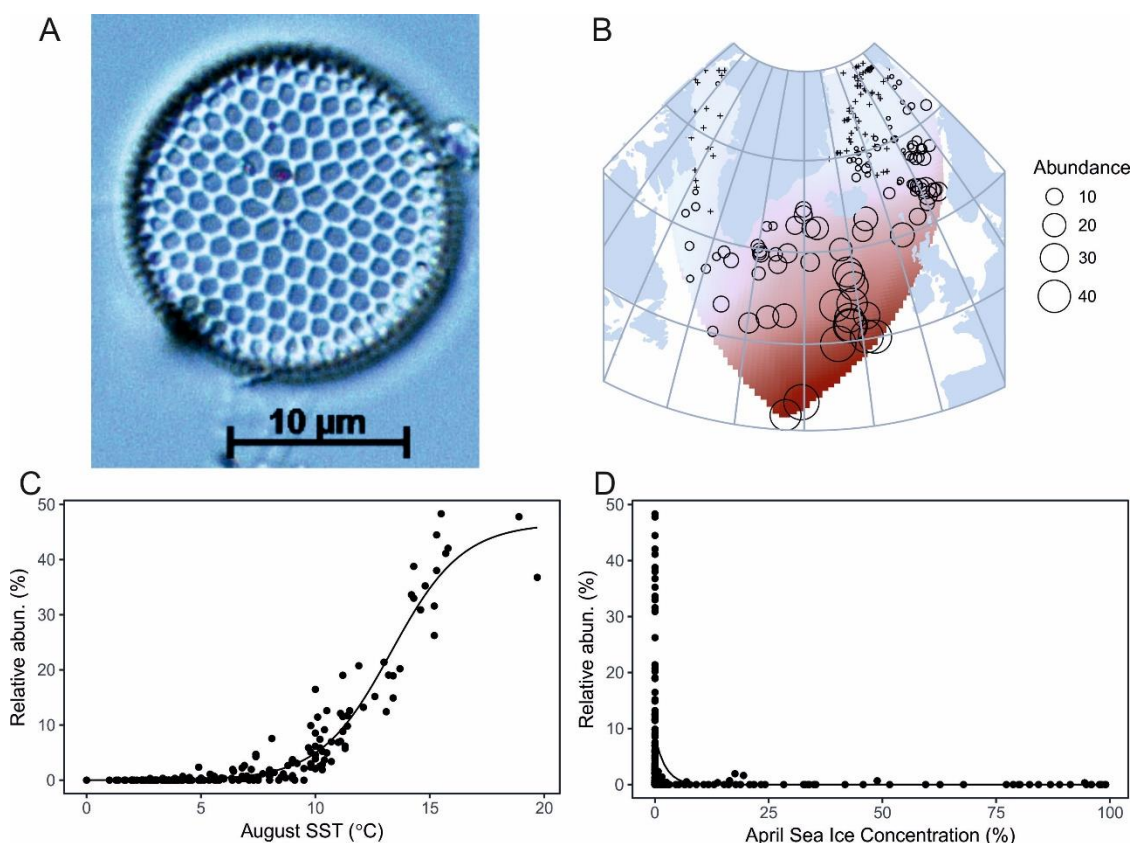 A
B
10 µm
Abundance
10
20
30
40
C
50
40
30
20
10
0
Relative abun. (%)
0 5 10 15 20
August SST (°C)
D
50
40
30
20
10
0
Relative abun. (%)
0 25 50 75 100
April Sea Ice Concentration (%)